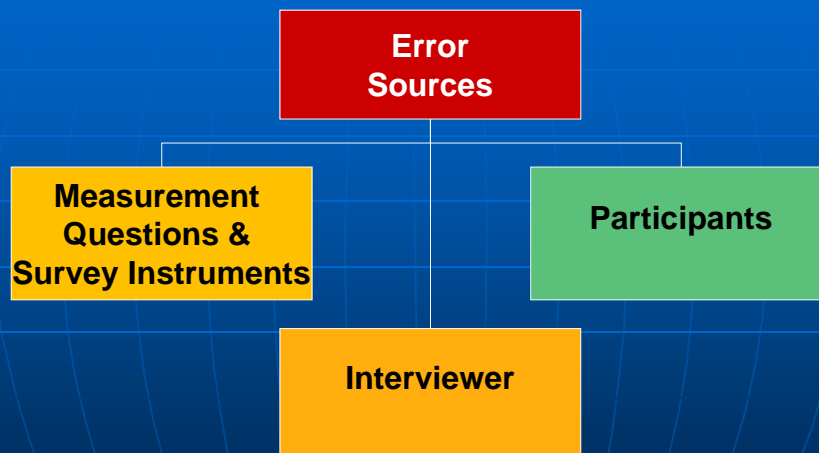 Error
Sources
Measurement
Questions &
Survey Instruments
Participants
Interviewer